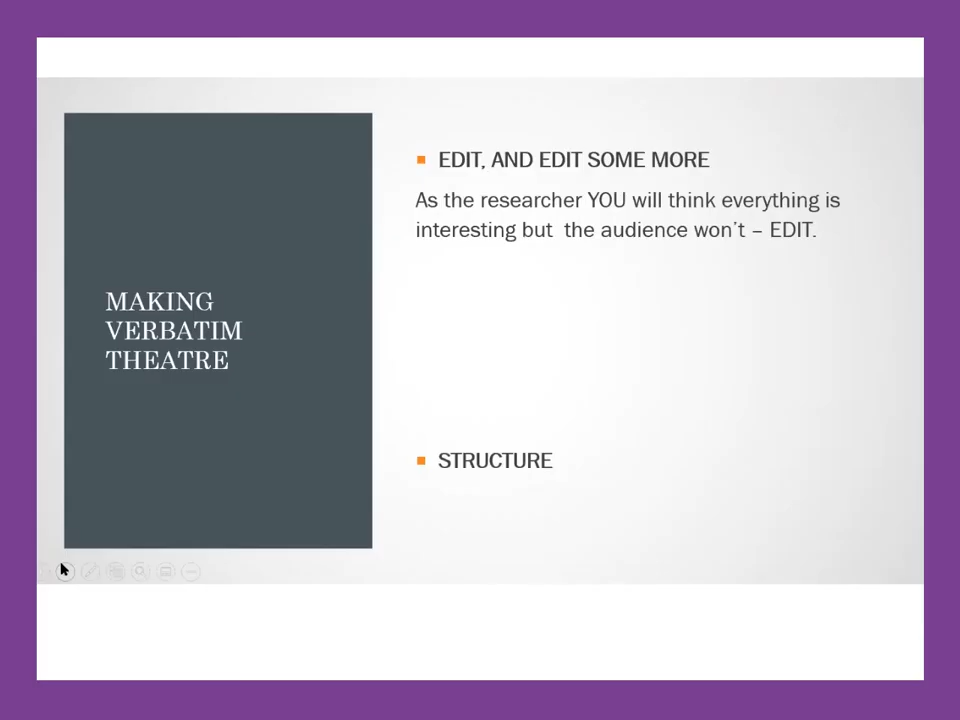 MAKING
VERBATIM
THEATRE
EDIT, AND EDIT SOME MORE
As the researcher YOU will think everything is
interesting but  the audience won’t – EDIT.
STRUCTURE